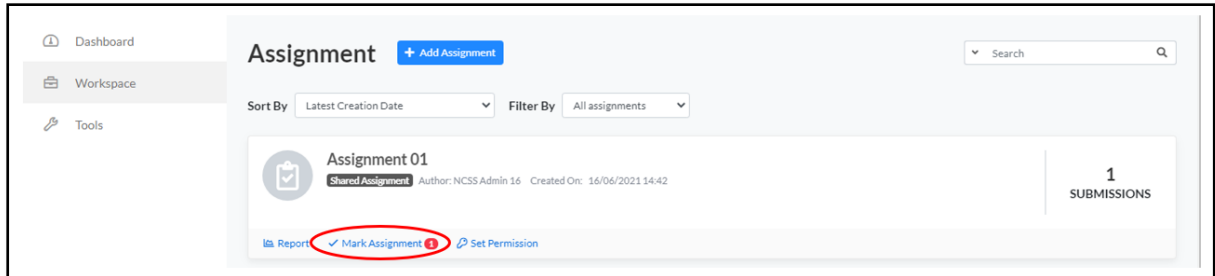 Dashboard
Workspace
Tools
Assignment + Add Assignment
Search
Sort By Latest Creation Date Filter By All assignments
Assignment 01
Shared Assignment Author: NCSS Admin 16 Created On: 16/06/2021 14:42
1
SUBMISSIONS
Report Mark Assignment 1 Set Permission